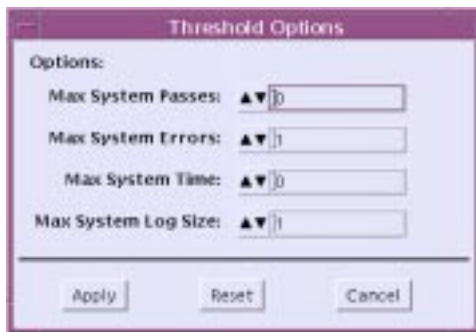 Threshold Options
Options:
Max System Passes: ▲▼ 0
Max System Errors: ▲▼ 1
Max System Time: ▲▼ 0
Max System Log Size: ▲▼ 1
Apply Reset Cancel